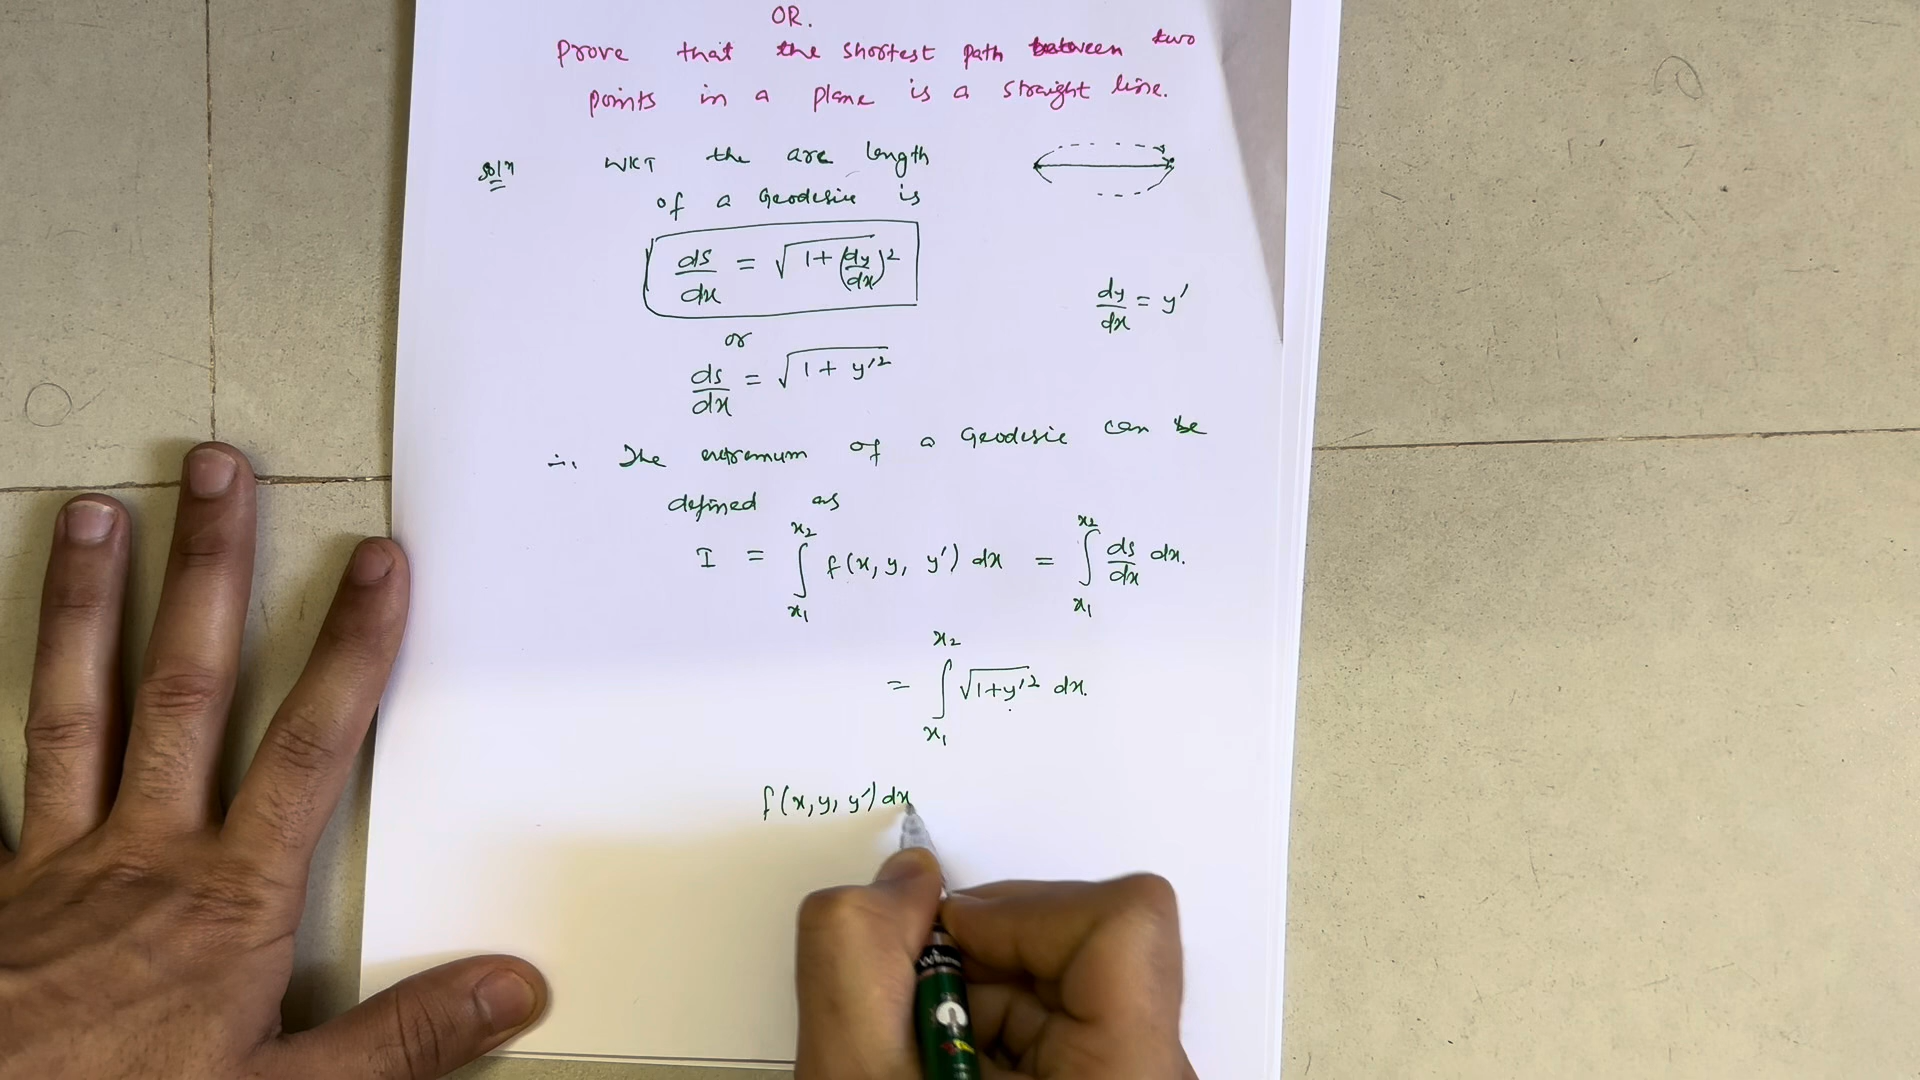 OR.
Prove that the shortest path between two
points in a plane is a straight line.
Solⁿ WKT the arc length
of a Geodesic is
ds/dx = √(1+(dy/dx)²)
dy/dx = y'
or
ds/dx = √(1 + y'²)
∴, The extremum of a Geodesic can be
defined as
I = ∫_{x₁}^{x₂} f(x, y, y') dx = ∫_{x₁}^{x₂} ds/dx dx.
= ∫_{x₁}^{x₂} √(1+y'²) dx.
f(x, y, y') dx